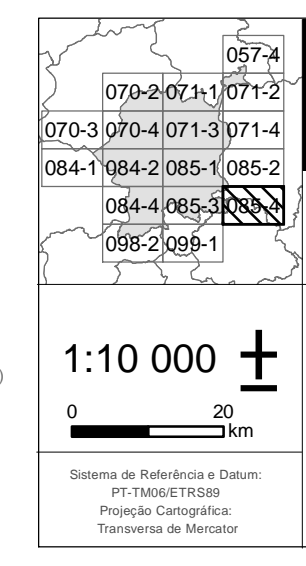 057-4
070-2 071-1 071-2
070-3 070-4 071-3 071-4
084-1 084-2 085-1 085-2
084-4 085-3 085-4
098-2 099-1
1:10 000
)
0 20
km
Sistema de Referência e Datum:
PT-TM06/ETRS89
Projeção Cartográfica:
Transversa de Mercator